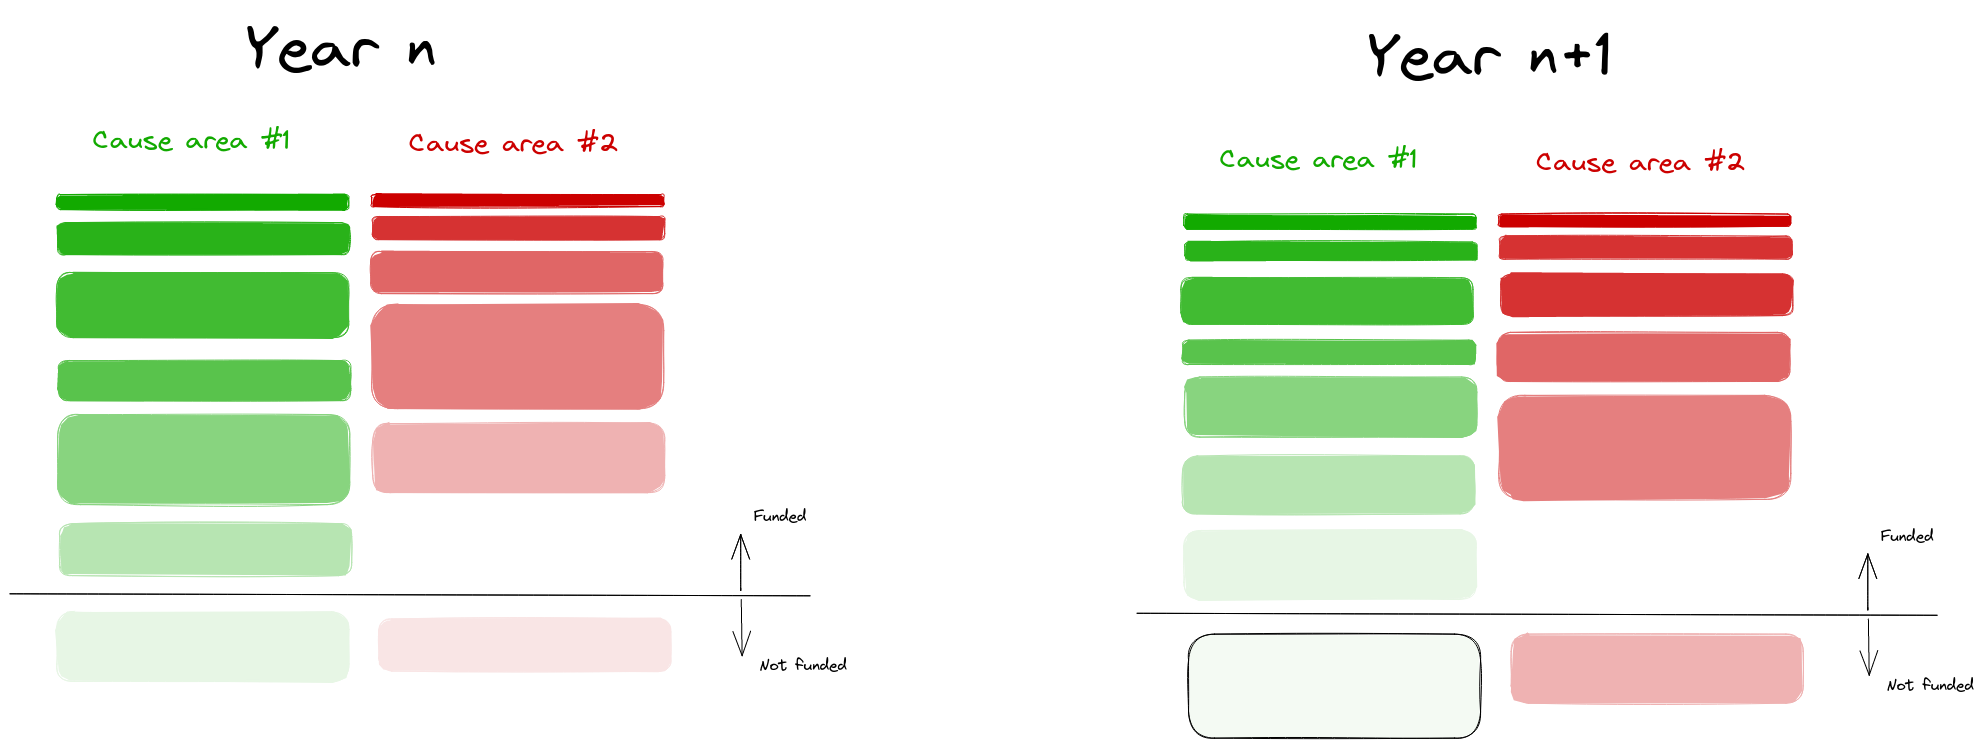 Year n
Cause area #1
Cause area #2
Funded
Not funded
Year n+1
Cause area #1
Cause area #2
Funded
Not funded